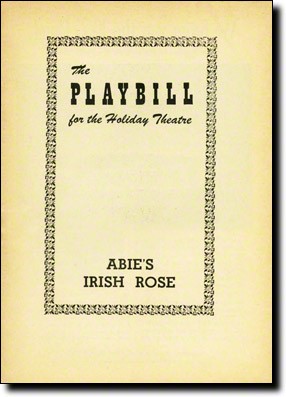 The
PLAYBILL
for the Holiday Theatre
ABIE'S
IRISH ROSE